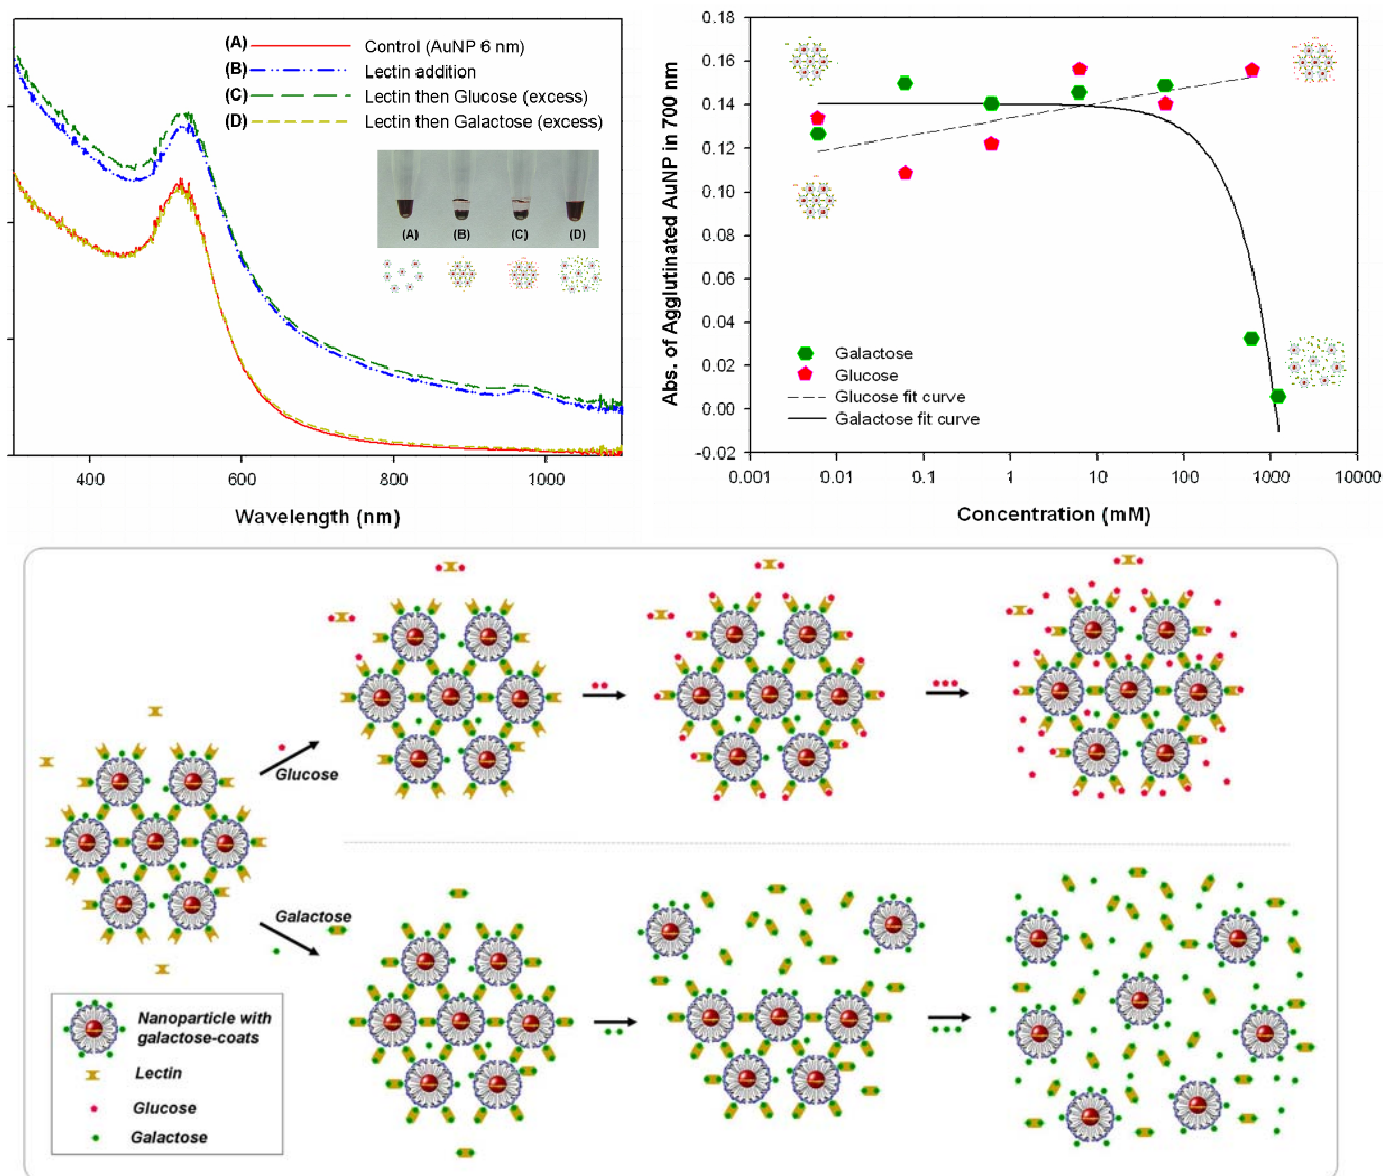 (A) Control (AuNP 6 nm)
(B) Lectin addition
(C) Lectin then Glucose (excess)
(D) Lectin then Galactose (excess)
(A) (B) (C) (D)
400 600 800 1000
Wavelength (nm)
Abs. of Agglutinated AuNP in 700 nm
0.18
0.16
0.14
0.12
0.10
0.08
0.06
0.04
0.02
0.00
-0.02
Galactose
Glucose
Glucose fit curve
Galactose fit curve
0.001 0.01 0.1 1 10 100 1000 10000
Concentration (mM)
Glucose
Galactose
Nanoparticle with
galactose-coats
Lectin
Glucose
Galactose